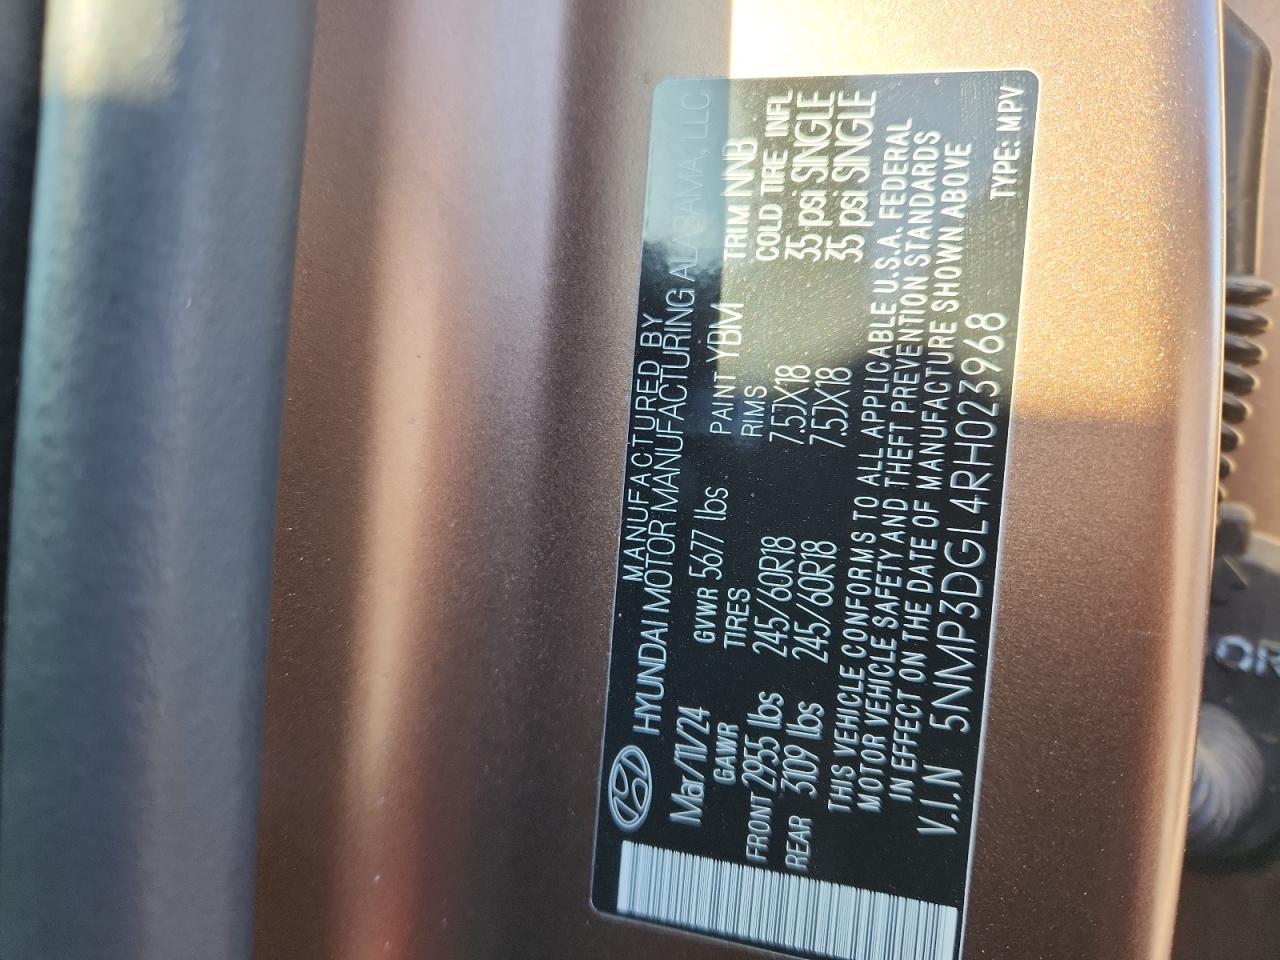 MANUFACTURED BY
HYUNDAI MOTOR MANUFACTURING ALABAMA, LLC
Mar/11/24 GVWR 5677 lbs PAINT YBM TRIM NNB
GAWR TIRES RIMS COLD TIRE INFL
FRONT 2955 lbs 245/60R18 7.5JX18 35 psi SINGLE
REAR 3109 lbs 245/60R18 7.5JX18 35 psi SINGLE
THIS VEHICLE CONFORMS TO ALL APPLICABLE U.S.A. FEDERAL
MOTOR VEHICLE SAFETY AND THEFT PREVENTION STANDARDS
IN EFFECT ON THE DATE OF MANUFACTURE SHOWN ABOVE
V.I.N 5NMP3DGL4RH023968 TYPE: MPV